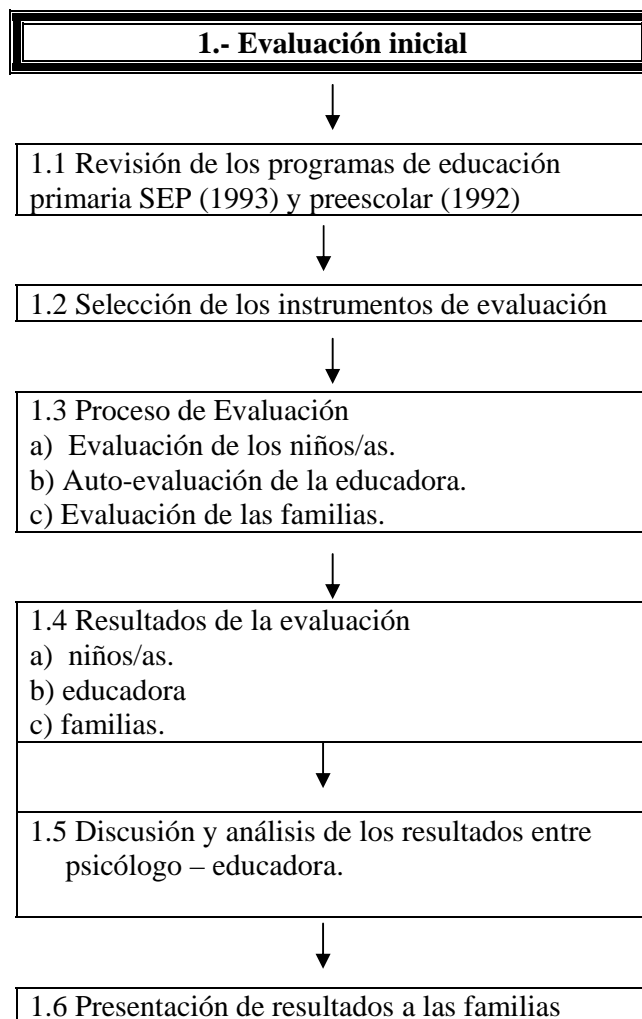 1.- Evaluación inicial
1.1 Revisión de los programas de educación
primaria SEP (1993) y preescolar (1992)
1.2 Selección de los instrumentos de evaluación
1.3 Proceso de Evaluación
a) Evaluación de los niños/as.
b) Auto-evaluación de la educadora.
c) Evaluación de las familias.
1.4 Resultados de la evaluación
a) niños/as.
b) educadora
c) familias.
1.5 Discusión y análisis de los resultados entre
psicólogo – educadora.
1.6 Presentación de resultados a las familias